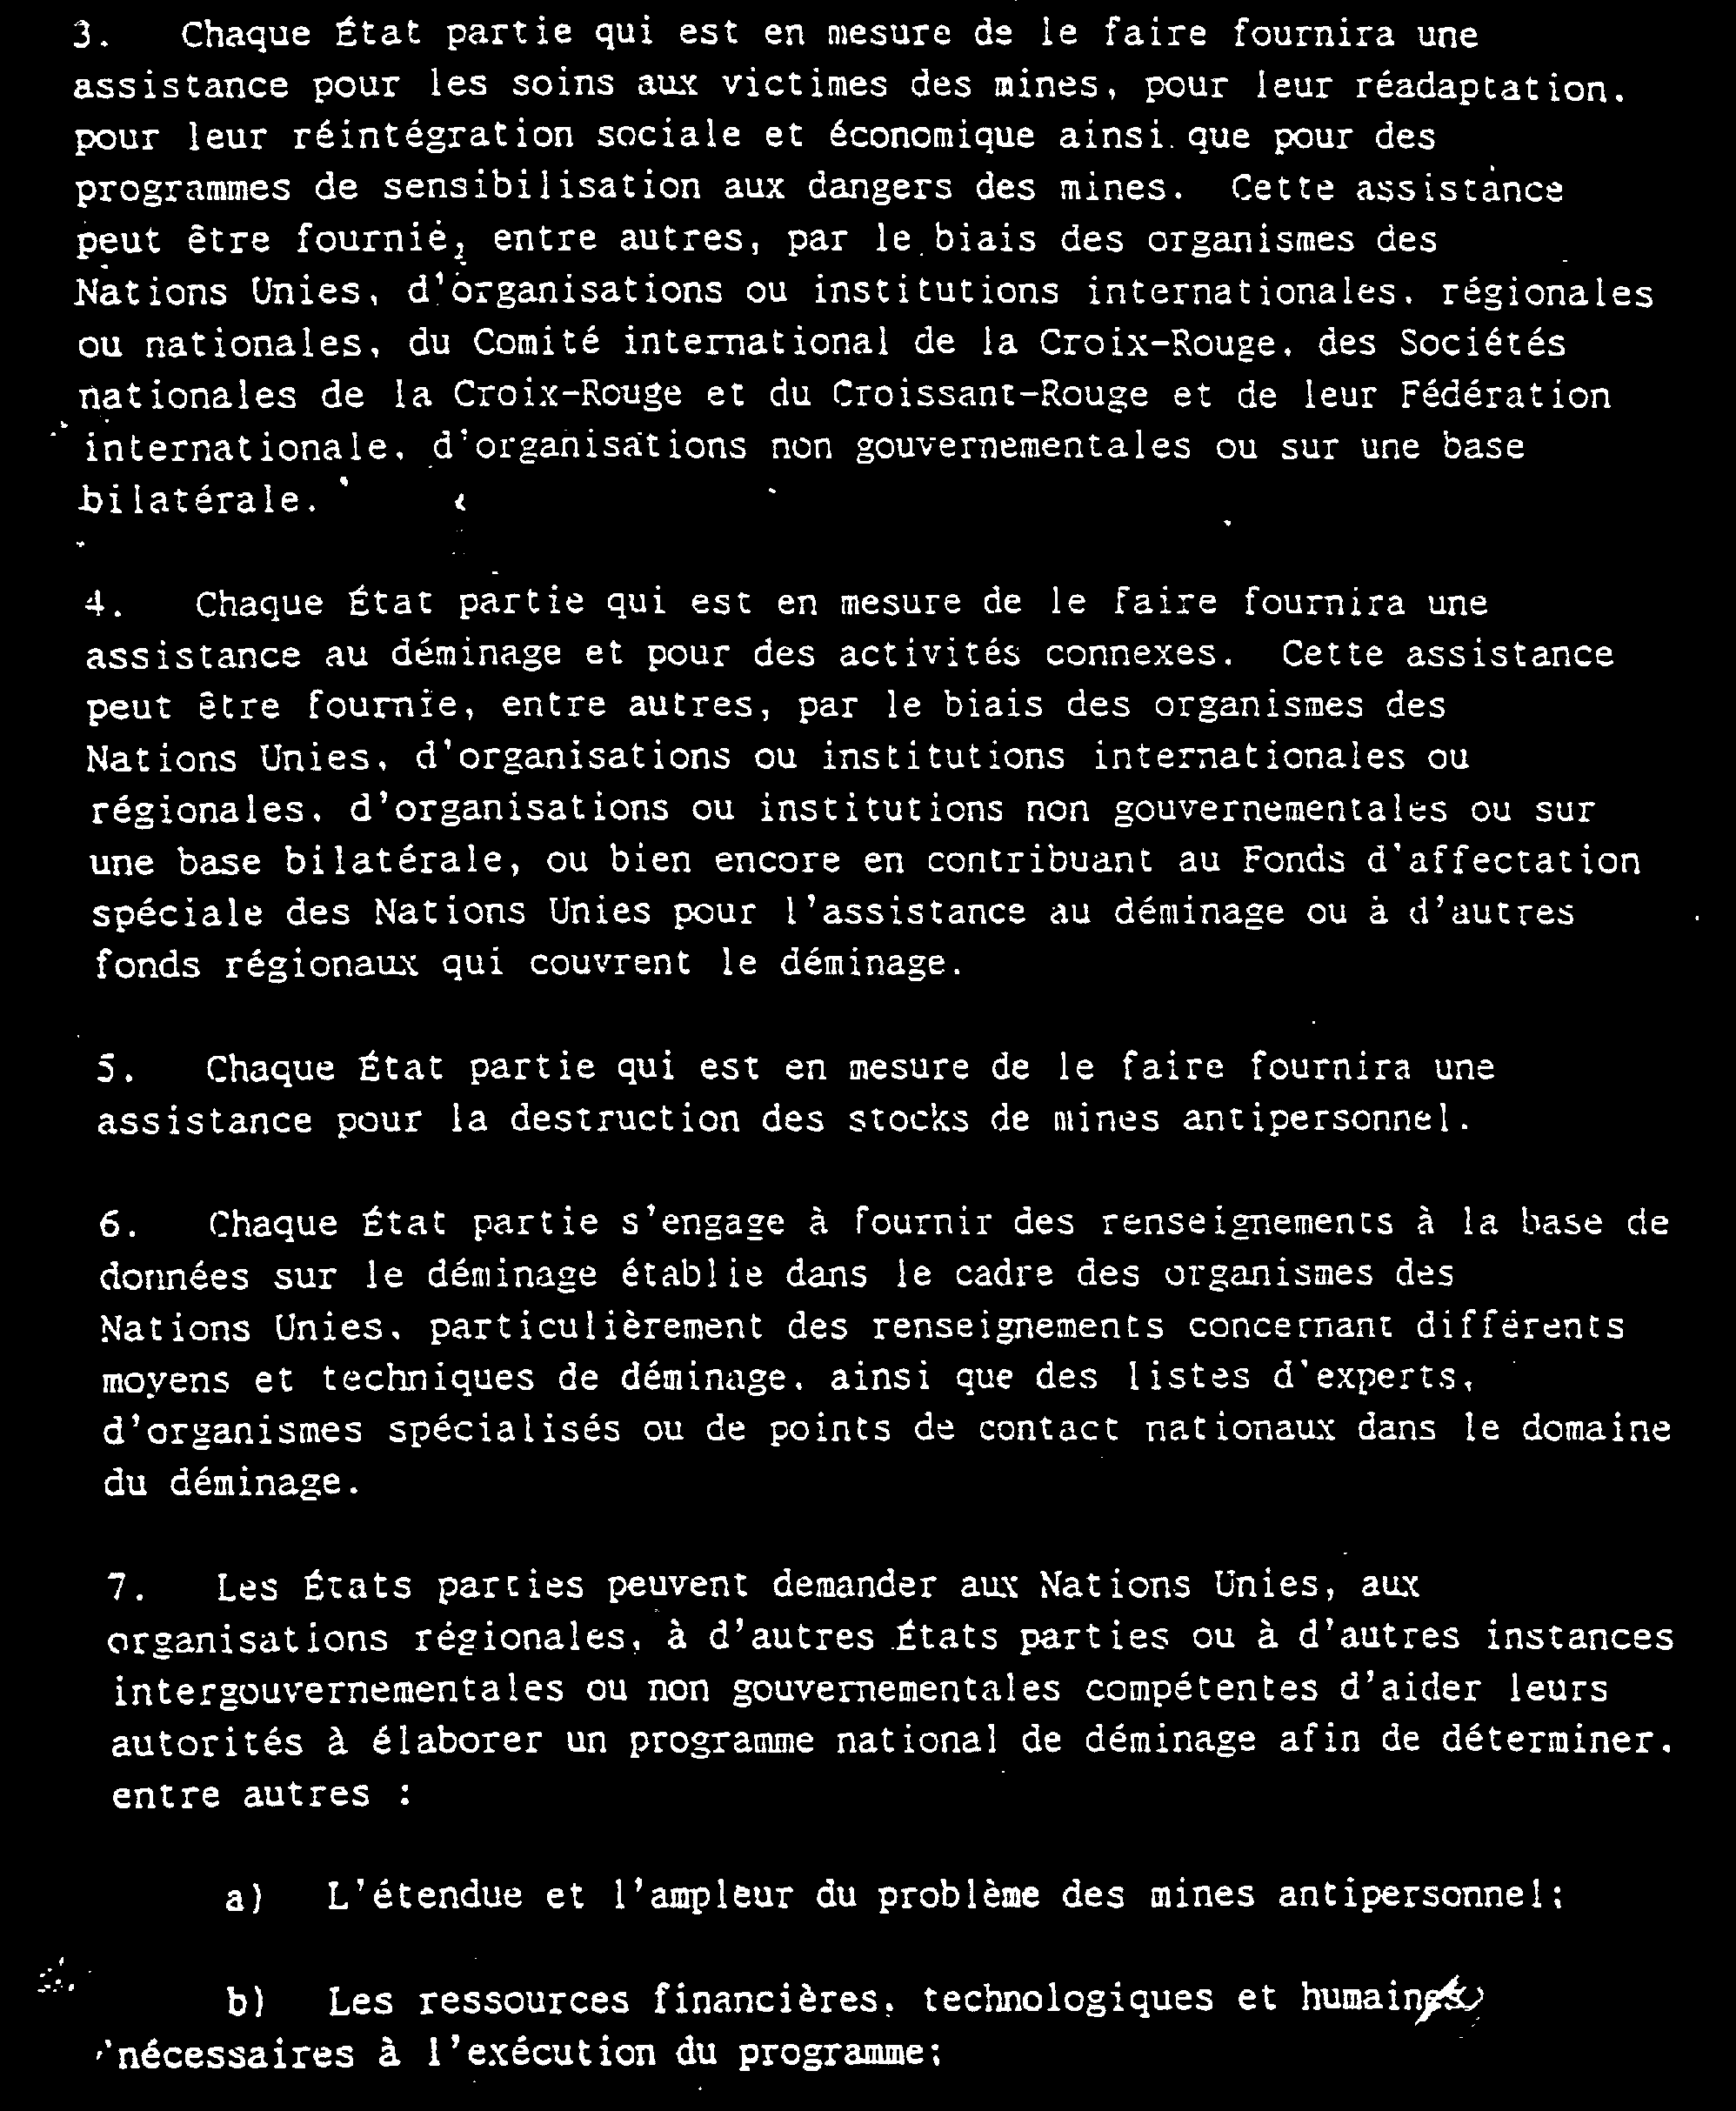 3. Chaque État partie qui est en mesure de le faire fournira une
assistance pour les soins aux victimes des mines, pour leur réadaptation,
pour leur réintégration sociale et économique ainsi que pour des
programmes de sensibilisation aux dangers des mines. Cette assistance
peut être fournie, entre autres, par le biais des organismes des
Nations Unies, d'organisations ou institutions internationales, régionales
ou nationales, du Comité international de la Croix-Rouge, des Sociétés
nationales de la Croix-Rouge et du Croissant-Rouge et de leur Fédération
internationale, d'organisations non gouvernementales ou sur une base
bilatérale.
4. Chaque État partie qui est en mesure de le faire fournira une
assistance au déminage et pour des activités connexes. Cette assistance
peut être fournie, entre autres, par le biais des organismes des
Nations Unies, d'organisations ou institutions internationales ou
régionales, d'organisations ou institutions non gouvernementales ou sur
une base bilatérale, ou bien encore en contribuant au Fonds d'affectation
spéciale des Nations Unies pour l'assistance au déminage ou à d'autres
fonds régionaux qui couvrent le déminage.
5. Chaque État partie qui est en mesure de le faire fournira une
assistance pour la destruction des stocks de mines antipersonnel.
6. Chaque État partie s'engage à fournir des renseignements à la base de
données sur le déminage établie dans le cadre des organismes des
Nations Unies, particulièrement des renseignements concernant différents
moyens et techniques de déminage, ainsi que des listes d'experts,
d'organismes spécialisés ou de points de contact nationaux dans le domaine
du déminage.
7. Les États parties peuvent demander aux Nations Unies, aux
organisations régionales, à d'autres États parties ou à d'autres instances
intergouvernementales ou non gouvernementales compétentes d'aider leurs
autorités à élaborer un programme national de déminage afin de déterminer,
entre autres :
a) L'étendue et l'ampleur du problème des mines antipersonnel;
b) Les ressources financières, technologiques et humaines
nécessaires à l'exécution du programme;